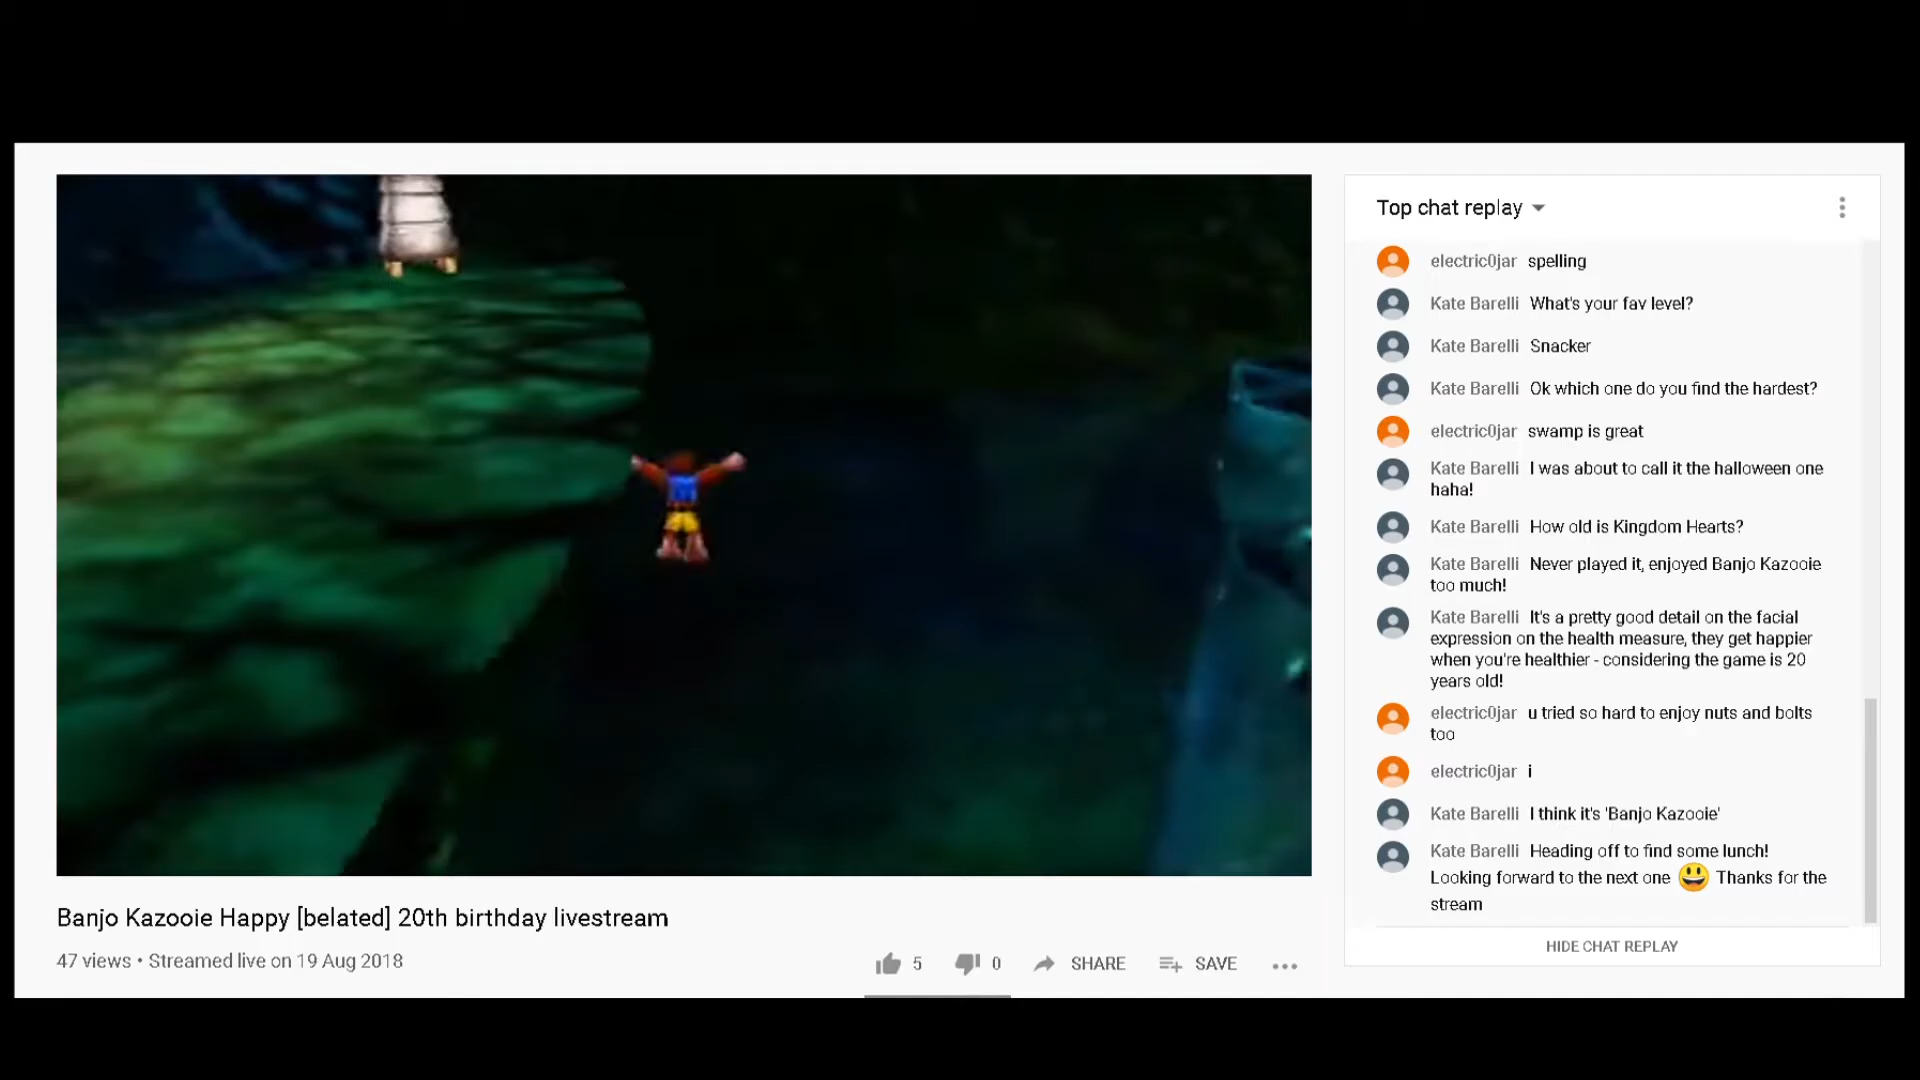 Top chat replay
electric0jar spelling
Kate Barelli What's your fav level?
Kate Barelli Snacker
Kate Barelli Ok which one do you find the hardest?
electric0jar swamp is great
Kate Barelli I was about to call it the halloween one
haha!
Kate Barelli How old is Kingdom Hearts?
Kate Barelli Never played it, enjoyed Banjo Kazooie
too much!
Kate Barelli It's a pretty good detail on the facial
expression on the health measure, they get happier
when you're healthier - considering the game is 20
years old!
electric0jar u tried so hard to enjoy nuts and bolts
too
electric0jar i
Kate Barelli I think it's 'Banjo Kazooie'
Kate Barelli Heading off to find some lunch!
Looking forward to the next one 😃 Thanks for the
stream
HIDE CHAT REPLAY
Banjo Kazooie Happy [belated] 20th birthday livestream
47 views • Streamed live on 19 Aug 2018
5 0 SHARE SAVE